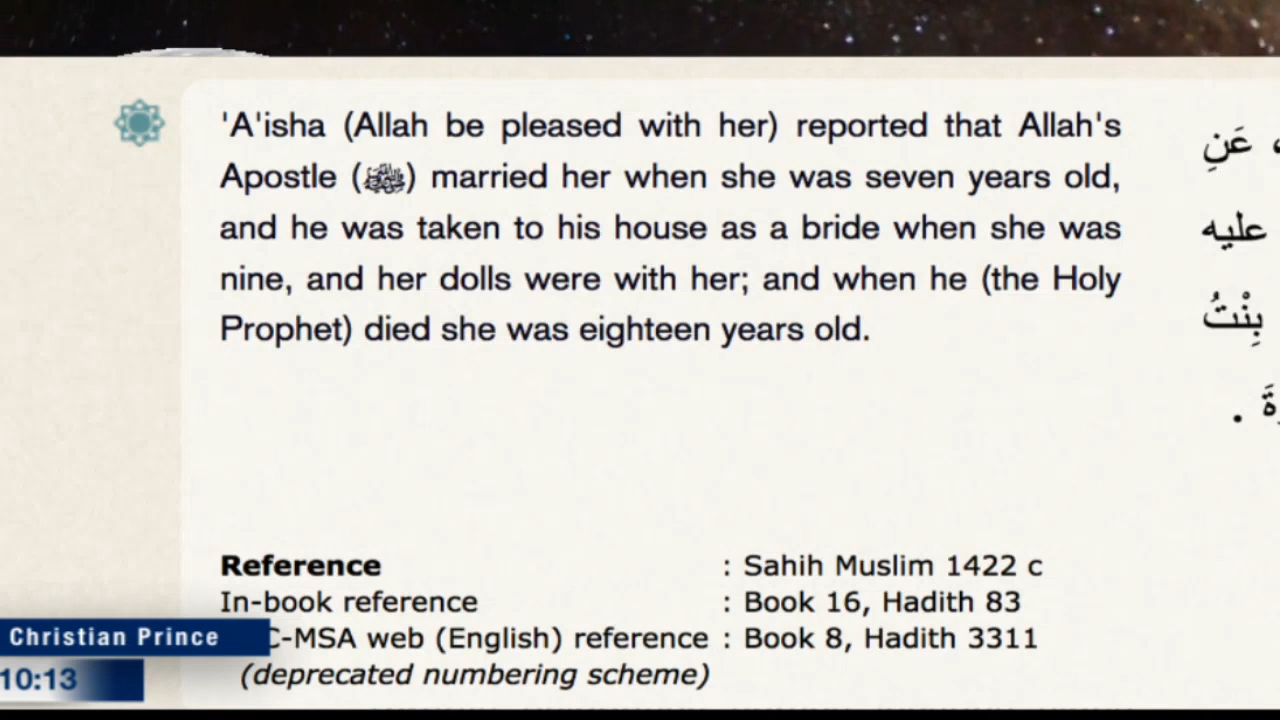 'A'isha (Allah be pleased with her) reported that Allah's
Apostle (ﷺ) married her when she was seven years old,
and he was taken to his house as a bride when she was
nine, and her dolls were with her; and when he (the Holy
Prophet) died she was eighteen years old.
عَنِ
عليه
بِنْتُ
Reference : Sahih Muslim 1422 c
In-book reference : Book 16, Hadith 83
C-MSA web (English) reference : Book 8, Hadith 3311
(deprecated numbering scheme)
Christian Prince
10:13